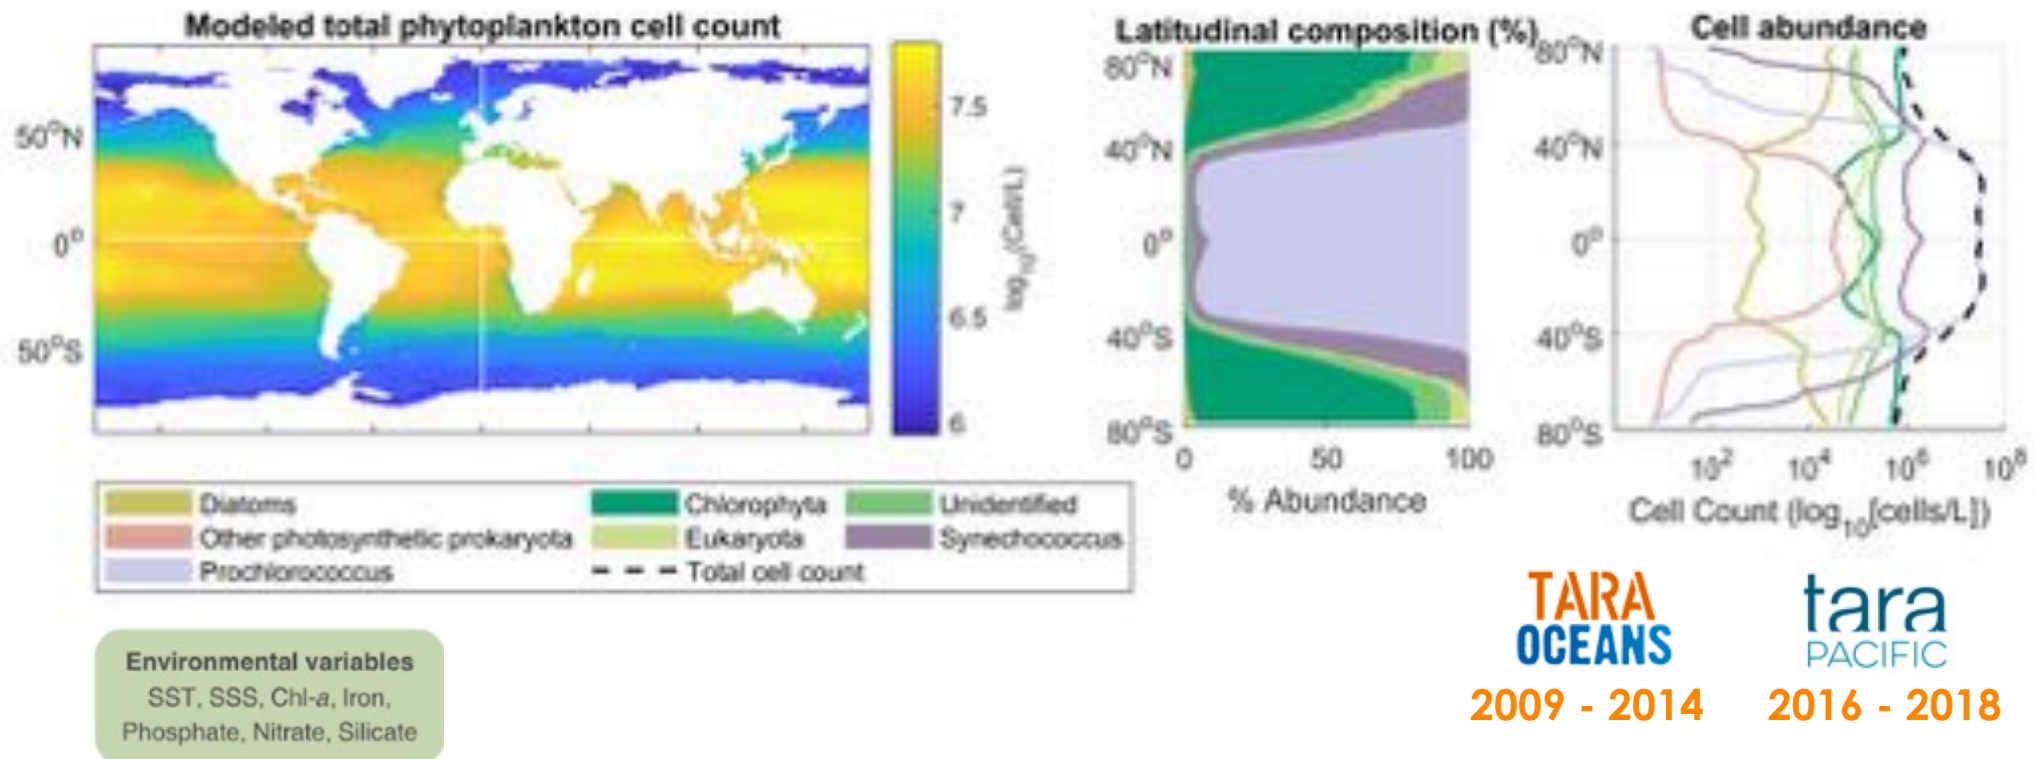 Modeled total phytoplankton cell count
50°N
0°
50°S
7.5
7
6.5
6
log10(Cell/L)
Latitudinal composition (%)
80°N
40°N
0°
40°S
80°S
0 50 100
% Abundance
Cell abundance
80°N
40°N
0°
40°S
80°S
10² 10⁴ 10⁶ 10⁸
Cell Count (log10[cells/L])
Diatoms
Chlorophyta
Unidentified
Other photosynthetic prokaryota
Eukaryota
Synechococcus
Prochlorococcus
Total cell count
Environmental variables
SST, SSS, Chl-a, Iron,
Phosphate, Nitrate, Silicate
TARA
OCEANS
2009 - 2014
tara
PACIFIC
2016 - 2018